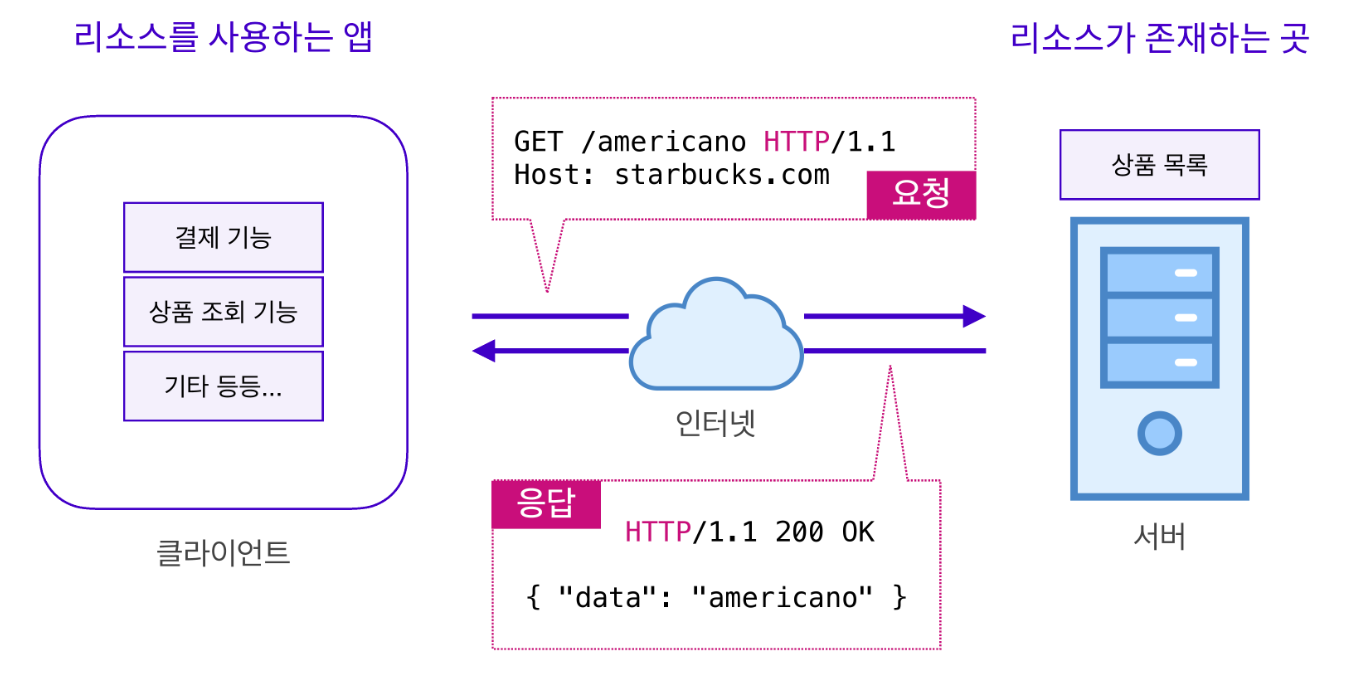 리소스를 사용하는 앱
리소스가 존재하는 곳
GET /americano HTTP/1.1
Host: starbucks.com
요청
상품 목록
결제 기능
상품 조회 기능
기타 등등...
인터넷
응답
HTTP/1.1 200 OK
{ "data": "americano" }
클라이언트
서버